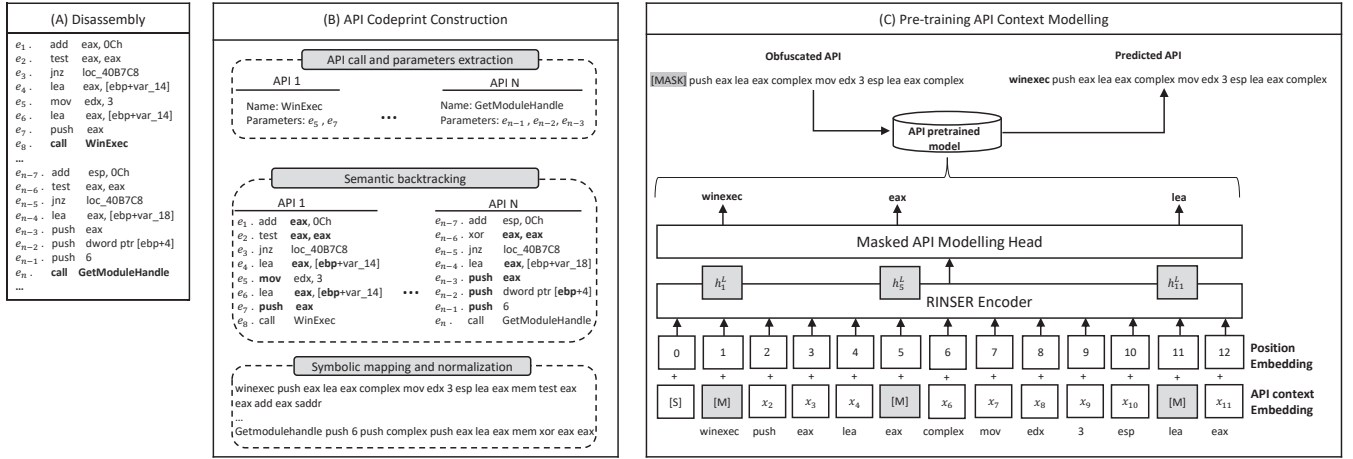 (A) Disassembly
e1 . add eax, 0Ch
e2 . test eax, eax
e3 . jnz loc_40B7C8
e4 . lea eax, [ebp+var_14]
e5 . mov edx, 3
e6 . lea eax, [ebp+var_14]
e7 . push eax
e8 . call WinExec
...
en−7 . add esp, 0Ch
en−6 . test eax, eax
en−5 . jnz loc_40B7C8
en−4 . lea eax, [ebp+var_18]
en−3 . push eax
en−2 . push dword ptr [ebp+4]
en−1 . push 6
en . call GetModuleHandle
...
(B) API Codeprint Construction
API call and parameters extraction
API 1
Name: WinExec
Parameters: e5 , e7
...
API N
Name: GetModuleHandle
Parameters: en−1 , en−2, en−3
Semantic backtracking
API 1
e1 . add eax, 0Ch
e2 . test eax, eax
e3 . jnz loc_40B7C8
e4 . lea eax, [ebp+var_14]
e5 . mov edx, 3
e6 . lea eax, [ebp+var_14]
e7 . push eax
e8 . call WinExec
...
API N
en−7 . add esp, 0Ch
en−6 . xor eax, eax
en−5 . jnz loc_40B7C8
en−4 . lea eax, [ebp+var_18]
en−3 . push eax
en−2 . push dword ptr [ebp+4]
en−1 . push 6
en . call GetModuleHandle
Symbolic mapping and normalization
winexec push eax lea eax complex mov edx 3 esp lea eax mem test eax
eax add eax saddr
...
Getmodulehandle push 6 push complex push eax lea eax mem xor eax eax
(C) Pre-training API Context Modelling
Obfuscated API
[MASK] push eax lea eax complex mov edx 3 esp lea eax complex
Predicted API
winexec push eax lea eax complex mov edx 3 esp lea eax complex
API pretrained
model
winexec eax lea
Masked API Modelling Head
h1L h5L h11L
RINSER Encoder
0 1 2 3 4 5 6 7 8 9 10 11 12
Position
Embedding
+ + + + + + + + + + + + +
[S] [M] x2 x3 x4 [M] x6 x7 x8 x9 x10 [M] x11
API context
Embedding
winexec push eax lea eax complex mov edx 3 esp lea eax